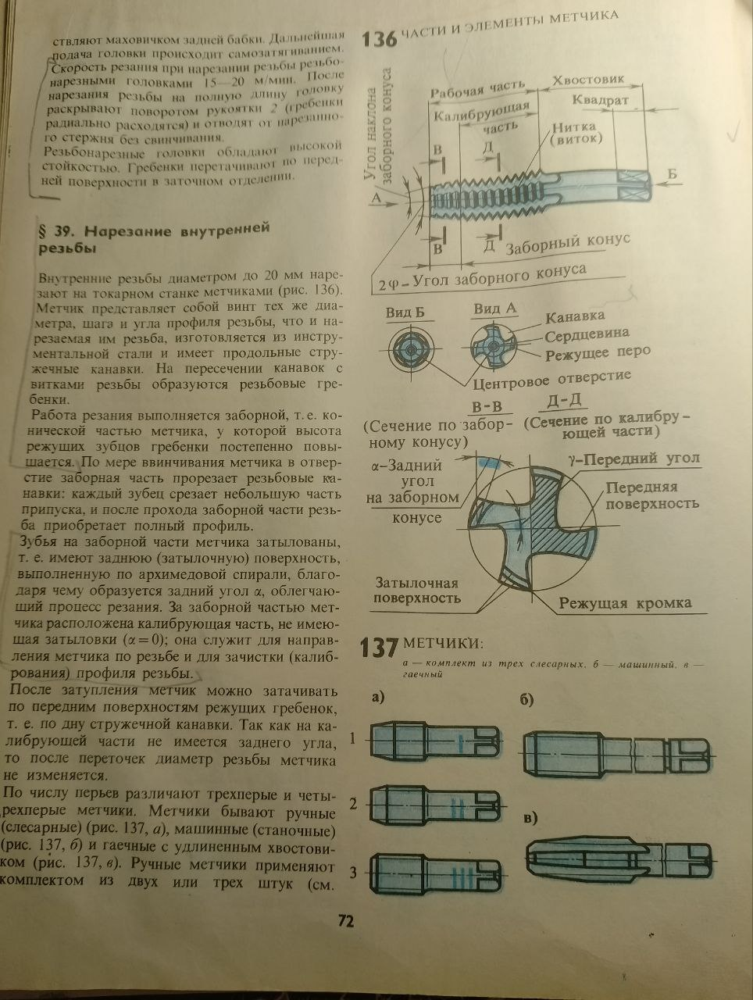 ствляют маховичком задней бабки. Дальнейшая
подача головки происходит самозатягиванием.
Скорость резания при нарезании резьбы резьбо-
нарезными головками 15—20 м/мин. После
нарезания резьбы на полную длину головку
раскрывают поворотом рукоятки 2 (гребенки
радиально расходятся) и отводят от нарезанно-
го стержня без свинчивания.
Резьбонарезные головки обладают высокой
стойкостью. Гребенки перетачивают по перед-
ней поверхности в заточном отделении.
§ 39. Нарезание внутренней
резьбы
Внутренние резьбы диаметром до 20 мм наре-
зают на токарном станке метчиками (рис. 136).
Метчик представляет собой винт тех же диа-
метра, шага и угла профиля резьбы, что и на-
резаемая им резьба, изготовляется из инстру-
ментальной стали и имеет продольные стру-
жечные канавки. На пересечении канавок с
витками резьбы образуются резьбовые гре-
бенки.
Работа резания выполняется заборной, т. е. ко-
нической частью метчика, у которой высота
режущих зубцов гребенки постепенно повы-
шается. По мере ввинчивания метчика в отвер-
стие заборная часть прорезает резьбовые ка-
навки: каждый зубец срезает небольшую часть
припуска, и после прохода заборной части резь-
ба приобретает полный профиль.
Зубья на заборной части метчика затылованы,
т. е. имеют заднюю (затылочную) поверхность,
выполненную по архимедовой спирали, благо-
даря чему образуется задний угол α, облегчаю-
щий процесс резания. За заборной частью мет-
чика расположена калибрующая часть, не имею-
щая затыловки (α = 0); она служит для направ-
ления метчика по резьбе и для зачистки (калиб-
рования) профиля резьбы.
После затупления метчик можно затачивать
по передним поверхностям режущих гребенок,
т. е. по дну стружечной канавки. Так как на ка-
либрующей части не имеется заднего угла,
то после переточек диаметр резьбы метчика
не изменяется.
По числу перьев различают трехперые и четы-
рехперые метчики. Метчики бывают ручные
(слесарные) (рис. 137, а), машинные (станочные)
(рис. 137, б) и гаечные с удлиненным хвостови-
ком (рис. 137, в). Ручные метчики применяют
комплектом из двух или трех штук (см.
136 ЧАСТИ И ЭЛЕМЕНТЫ МЕТЧИКА
Угол наклона
заборного конуса
Рабочая часть
Хвостовик
Калибрующая
часть
Квадрат
Нитка
(виток)
В
Д
А
Б
В
Д
Заборный конус
2φ – Угол заборного конуса
Вид Б
Вид А
Канавка
Сердцевина
Режущее перо
Центровое отверстие
В-В
(Сечение по забор-
ному конусу)
Д-Д
(Сечение по калибру-
ющей части)
α–Задний
угол
на заборном
конусе
γ–Передний угол
Передняя
поверхность
Затылочная
поверхность
Режущая кромка
137 МЕТЧИКИ:
а — комплект из трех слесарных, б — машинный, в —
гаечный
а)
б)
1
2
в)
3
72